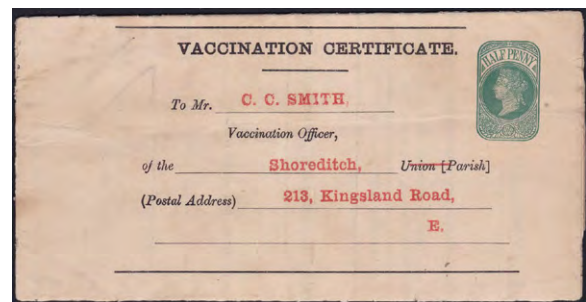 VACCINATION CERTIFICATE.
HALF PENNY
To Mr. C. C. SMITH,
Vaccination Officer,
of the Shoreditch, Union [Parish]
(Postal Address) 213, Kingsland Road,
E.